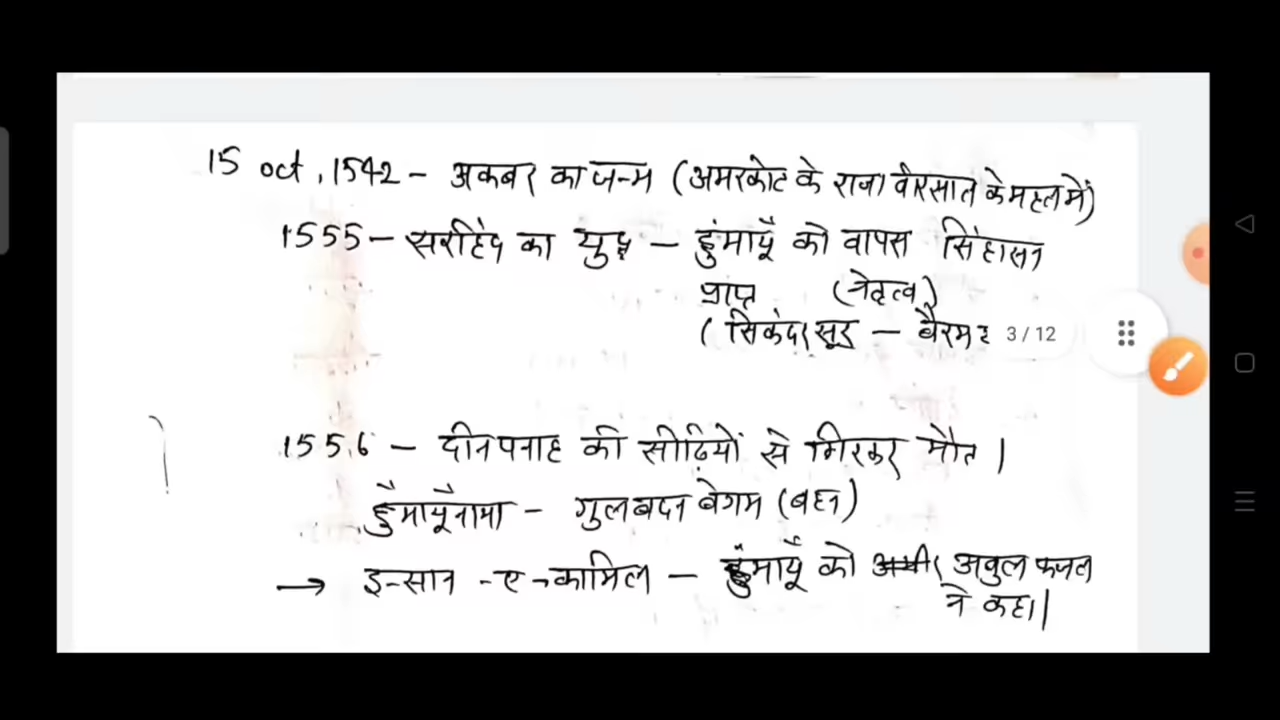 15 oct, 1542 - अकबर का जन्म (अमरकोट के राजा वीरसाल के महल में)
1555 - सरहिंद का युद्ध - हुंमायूँ को वापस सिंहासन
प्राप्त (नेतृत्व)
(सिकंदर सूर - बैरम
3 / 12
1556 - दीनपनाह की सीढ़ियों से गिरकर मौत।
हुँमायूँनामा - गुलबदन बेगम (बहन)
→ इन्सान -ए-कामिल - हुंमायूँ को अबुल फजल
ने कहा।